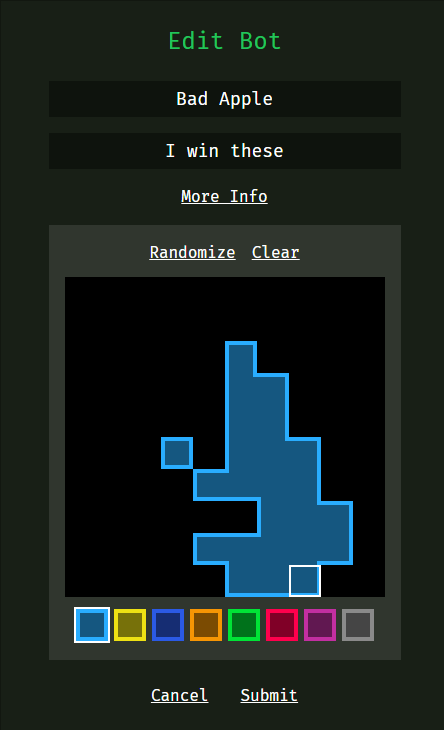 Edit Bot
Bad Apple
I win these
More Info
Randomize Clear
Cancel Submit